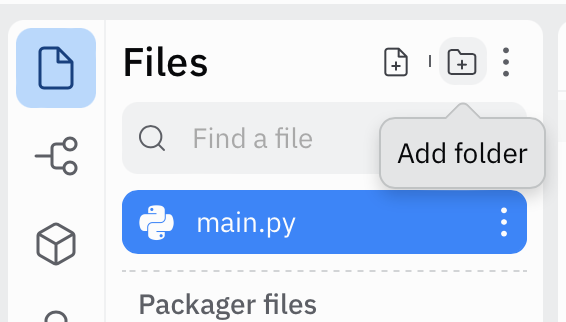 Files
Find a file
Add folder
main.py
Packager files